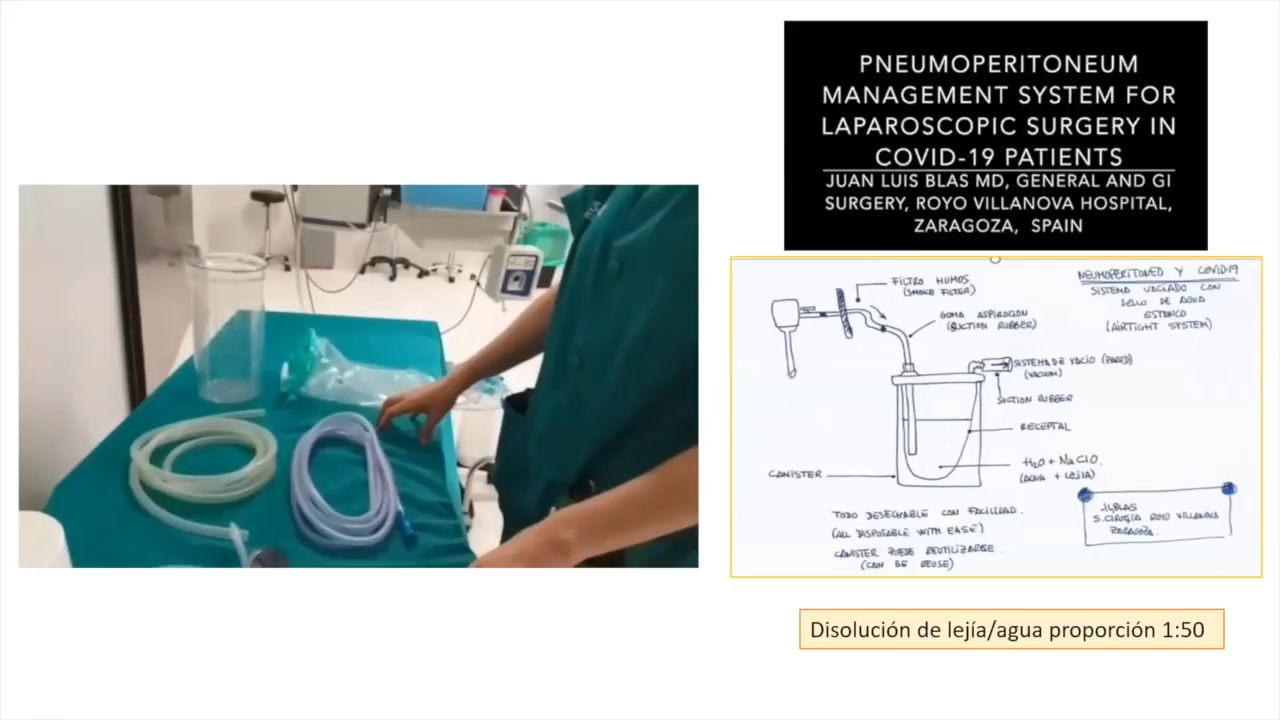 PNEUMOPERITONEUM
MANAGEMENT SYSTEM FOR
LAPAROSCOPIC SURGERY IN
COVID-19 PATIENTS
JUAN LUIS BLAS MD, GENERAL AND GI
SURGERY, ROYO VILLANOVA HOSPITAL,
ZARAGOZA, SPAIN
NEUMOPERITONEO Y COVID-19
SISTEMA VACIADO CON
SELLO DE AGUA
ESTANCO
(AIRTIGHT SYSTEM)
FILTRO HUMOS
(SMOKE FILTER)
GOMA ASPIRACION
(SUCTION RUBBER)
SISTEMA DE VACIO (PARED)
(VACUUM)
SUCTION RUBBER
RECEPTAL
H2O + NaClO.
(AGUA + LEJIA)
CANISTER
TODO DESECHABLE CON FACILIDAD.
(ALL DISPOSABLE WITH EASE)
CANISTER PUEDE REUTILIZARSE
(CAN BE REUSE)
JL BLAS
S. CIRUGIA ROYO VILLANOVA
ZARAGOZA.
Disolución de lejía/agua proporción 1:50